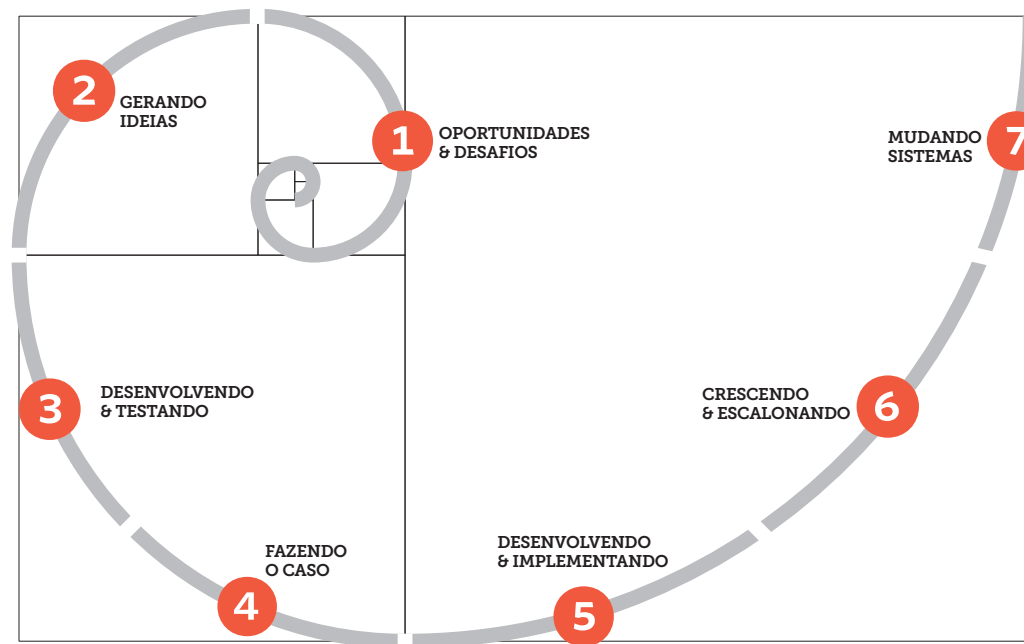 1
OPORTUNIDADES
& DESAFIOS
2
GERANDO
IDEIAS
3
DESENVOLVENDO
& TESTANDO
4
FAZENDO
O CASO
5
DESENVOLVENDO
& IMPLEMENTANDO
6
CRESCENDO
& ESCALONANDO
7
MUDANDO
SISTEMAS